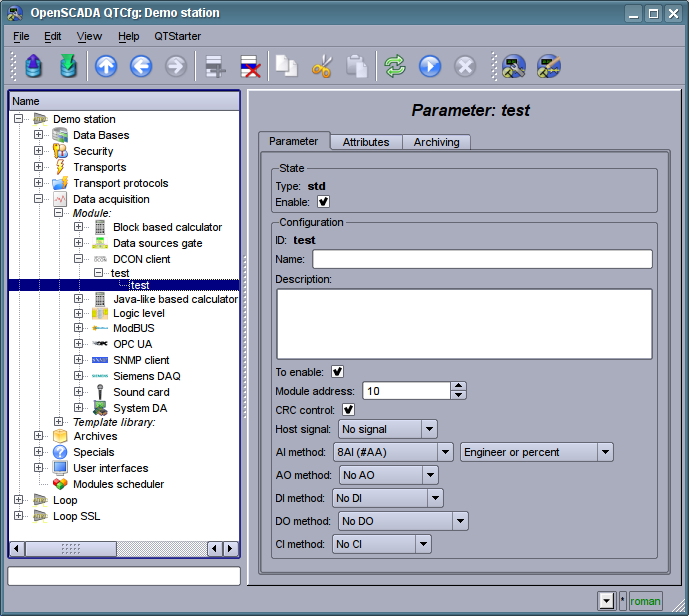 OpenSCADA QTCfg: Demo station
File Edit View Help QTStarter
Name
Demo station
Data Bases
Security
Transports
Transport protocols
Data acquisition
Module:
Block based calculator
Data sources gate
DCON client
test
test
Java-like based calculator
Logic level
ModBUS
OPC UA
SNMP client
Siemens DAQ
Sound card
System DA
Template library:
Archives
Specials
User interfaces
Modules scheduler
Loop
Loop SSL
Parameter: test
Parameter Attributes Archiving
State
Type: std
Enable:
Configuration
ID: test
Name:
Description:
To enable:
Module address: 10
CRC control:
Host signal: No signal
AI method: 8AI (#AA) Engineer or percent
AO method: No AO
DI method: No DI
DO method: No DO
CI method: No CI
* roman